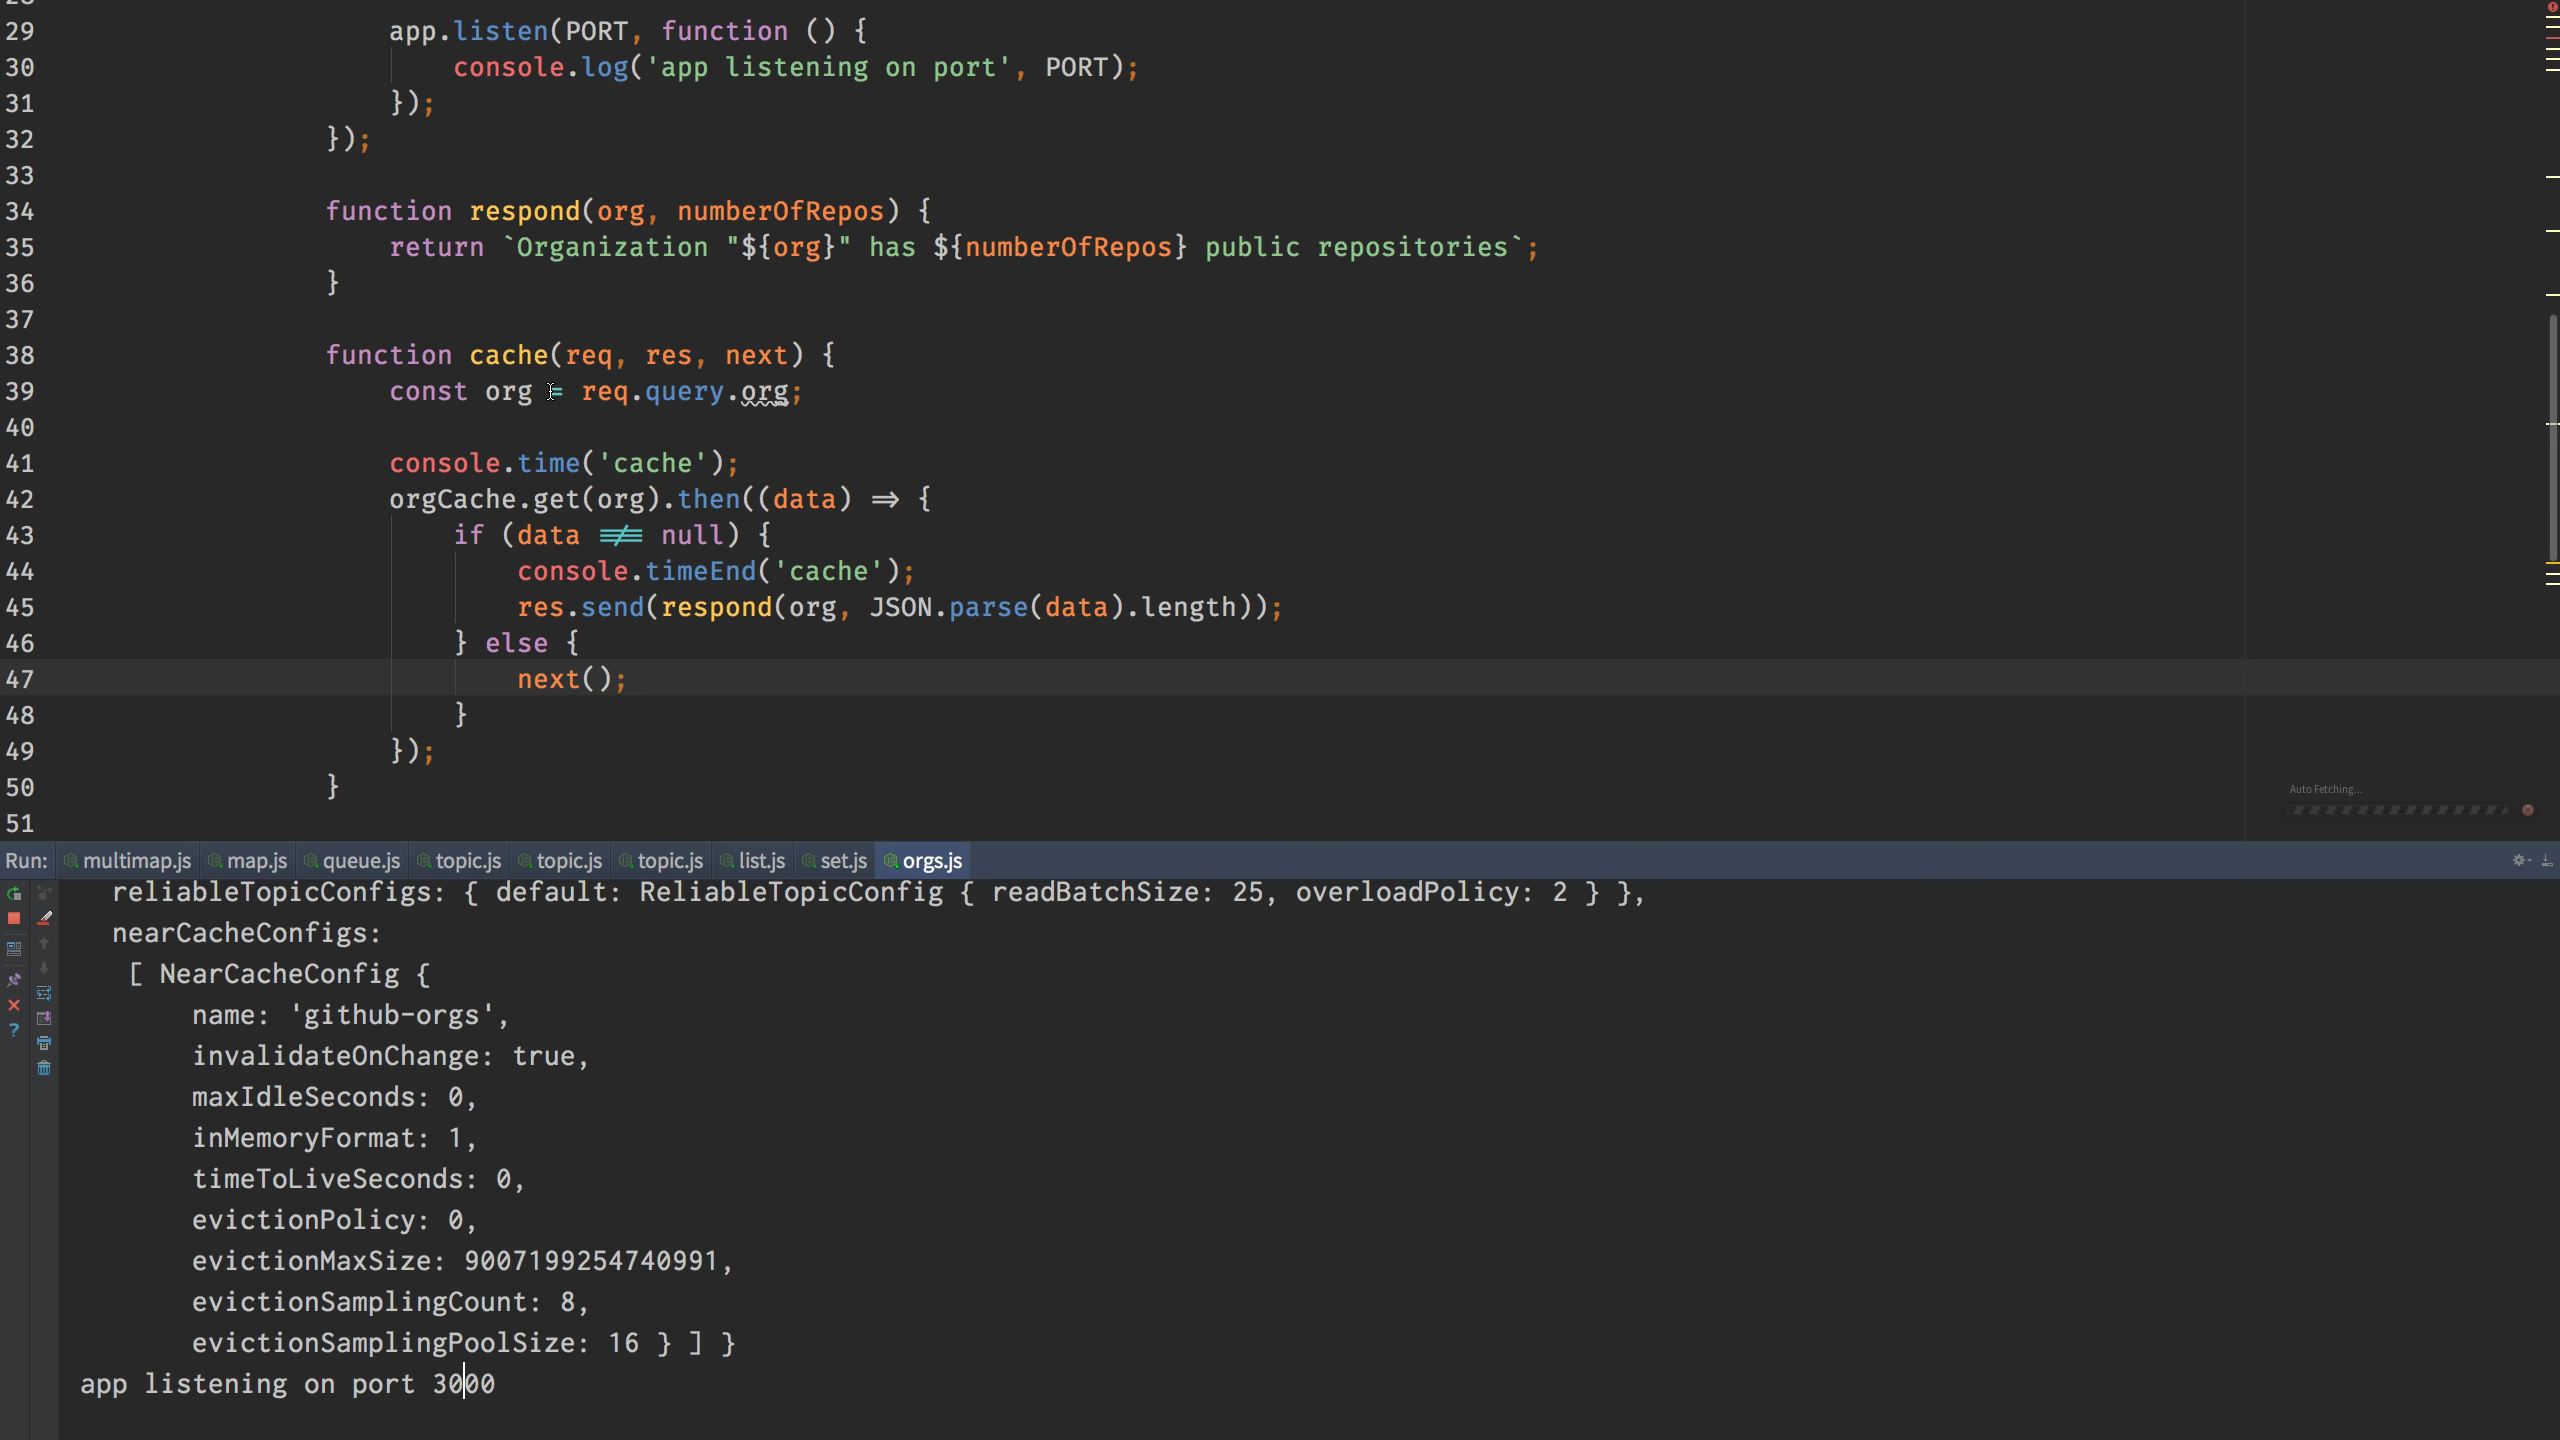 29 app.listen(PORT, function () {
30 console.log('app listening on port', PORT);
31 });
32 });
33
34 function respond(org, numberOfRepos) {
35 return `Organization "${org}" has ${numberOfRepos} public repositories`;
36 }
37
38 function cache(req, res, next) {
39 const org = req.query.org;
40
41 console.time('cache');
42 orgCache.get(org).then((data) => {
43 if (data !== null) {
44 console.timeEnd('cache');
45 res.send(respond(org, JSON.parse(data).length));
46 } else {
47 next();
48 }
49 });
50 }
51
Auto Fetching...
Run: multimap.js map.js queue.js topic.js topic.js topic.js list.js set.js orgs.js
reliableTopicConfigs: { default: ReliableTopicConfig { readBatchSize: 25, overloadPolicy: 2 } },
nearCacheConfigs:
[ NearCacheConfig {
name: 'github-orgs',
invalidateOnChange: true,
maxIdleSeconds: 0,
inMemoryFormat: 1,
timeToLiveSeconds: 0,
evictionPolicy: 0,
evictionMaxSize: 9007199254740991,
evictionSamplingCount: 8,
evictionSamplingPoolSize: 16 } ] }
app listening on port 3000